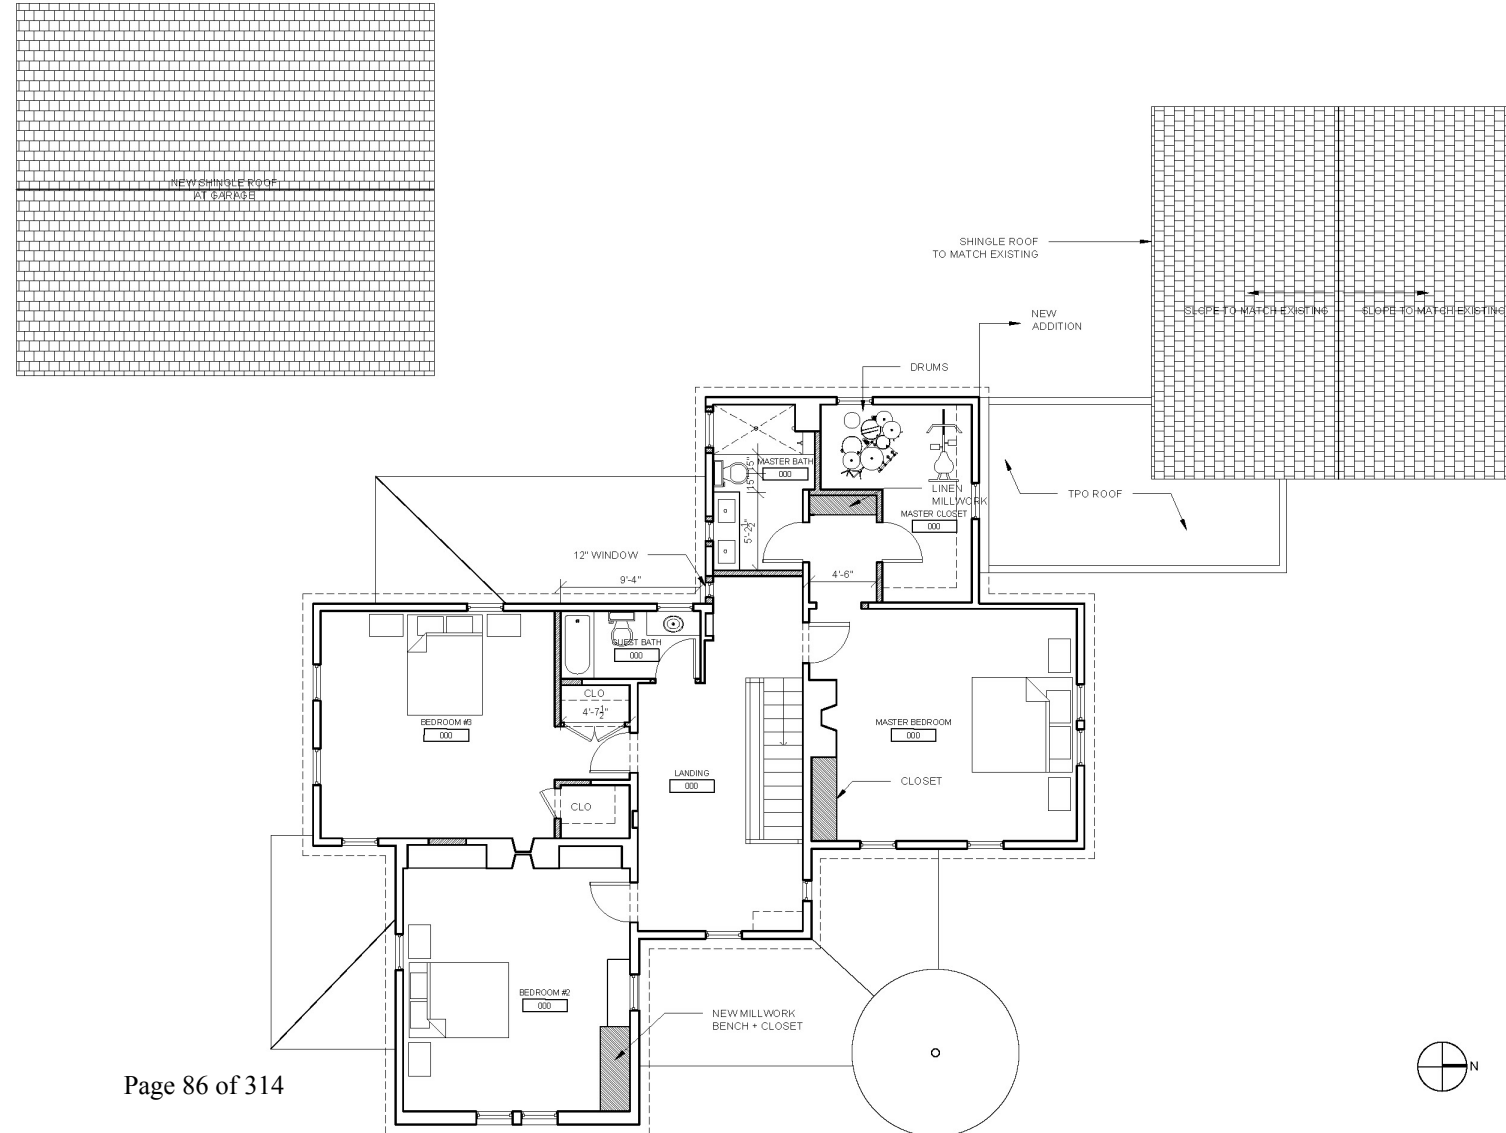 NEW SHINGLE ROOF
AT GARAGE
SHINGLE ROOF
TO MATCH EXISTING
SLOPE TO MATCH EXISTING
SLOPE TO MATCH EXISTING
NEW
ADDITION
DRUMS
MASTER BATH
000
15"
15"
5'-2½"
LINEN
MILLWORK
MASTER CLOSET
000
TPO ROOF
12" WINDOW
9'-4"
4'-6"
GUEST BATH
000
CLO
4'-7½"
BEDROOM #3
000
MASTER BEDROOM
000
LANDING
000
CLOSET
CLO
BEDROOM #2
000
NEW MILLWORK
BENCH + CLOSET
N
Page 86 of 314